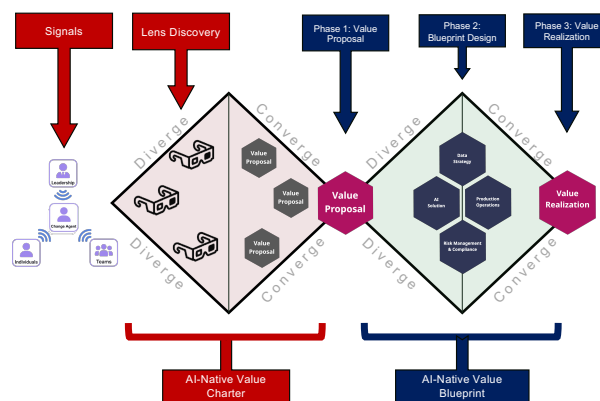 Signals
Lens Discovery
Phase 1: Value
Proposal
Phase 2:
Blueprint Design
Phase 3: Value
Realization
Diverge
Converge
Diverge
Converge
Leadership
Change Agent
Individuals
Teams
Value
Proposal
Value
Proposal
Value
Proposal
Value
Proposal
Data
Strategy
AI
Solution
Production
Operations
Risk Management
& Compliance
Value
Realization
Diverge
Converge
Diverge
Converge
AI-Native Value
Charter
AI-Native Value
Blueprint